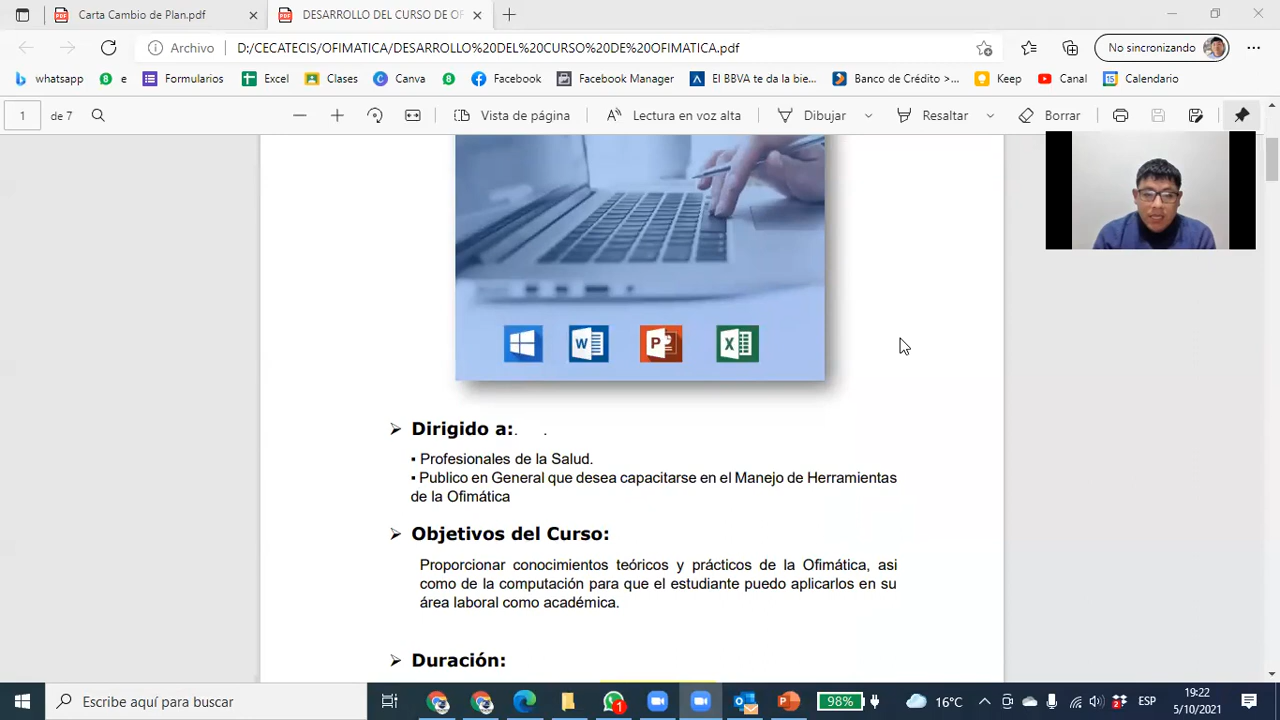 Carta Cambio de Plan.pdf
DESARROLLO DEL CURSO DE OF
Archivo
D:/CECATECIS/OFIMATICA/DESARROLLO%20DEL%20CURSO%20DE%20OFIMATICA.pdf
No sincronizando
whatsapp
e
Formularios
Excel
Clases
Canva
Facebook
Facebook Manager
El BBVA te da la bie...
Banco de Crédito >...
Keep
Canal
Calendario
1 de 7
Vista de página
Lectura en voz alta
Dibujar
Resaltar
Borrar
➢ Dirigido a:. .
▪ Profesionales de la Salud.
▪ Publico en General que desea capacitarse en el Manejo de Herramientas
de la Ofimática
➢ Objetivos del Curso:
Proporcionar conocimientos teóricos y prácticos de la Ofimática, asi
como de la computación para que el estudiante puedo aplicarlos en su
área laboral como académica.
➢ Duración:
Escribe aquí para buscar
1
98%
16°C
ESP
19:22
5/10/2021